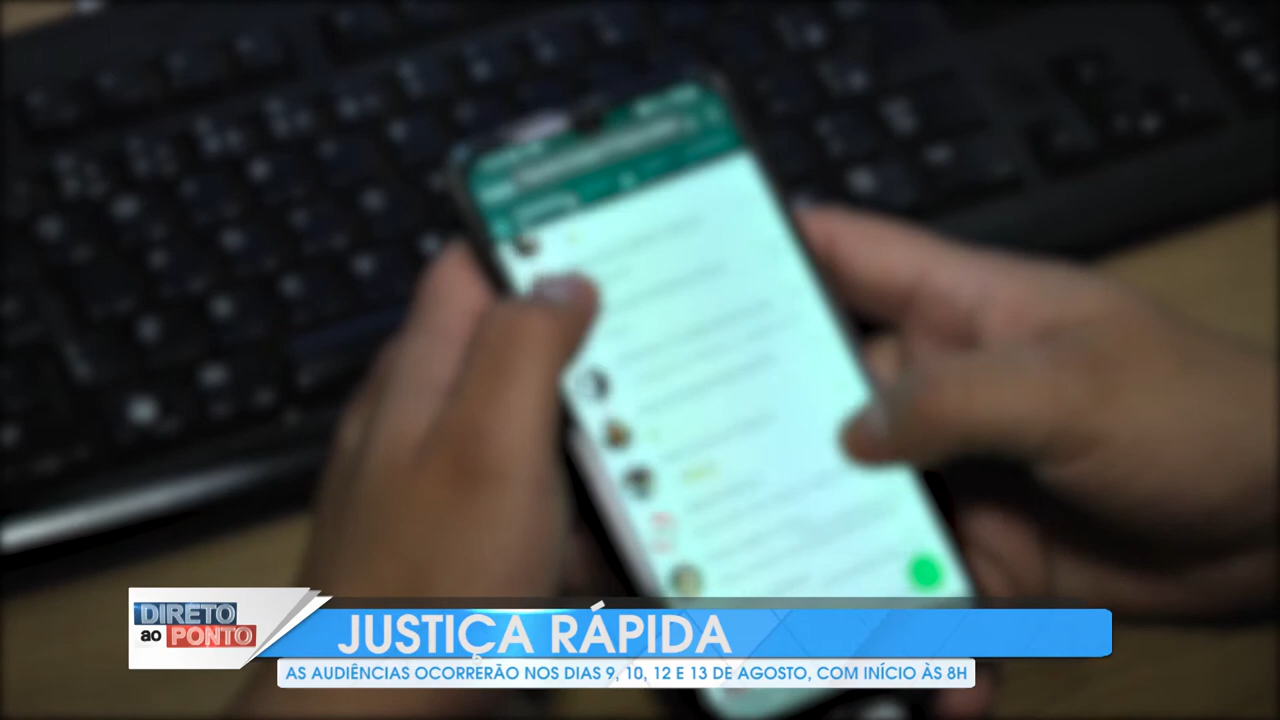 DIRETO
ao PONTO
JUSTIÇA RÁPIDA
AS AUDIÊNCIAS OCORRERÃO NOS DIAS 9, 10, 12 E 13 DE AGOSTO, COM INÍCIO ÀS 8H